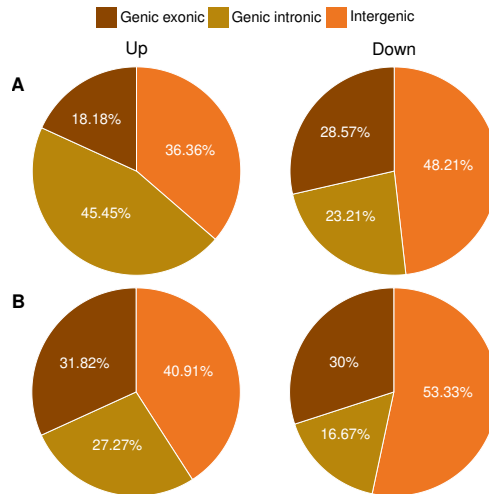 Genic exonic Genic intronic Intergenic
Up Down
A
18.18% 36.36% 45.45%
28.57% 48.21% 23.21%
B
31.82% 40.91% 27.27%
30% 53.33% 16.67%